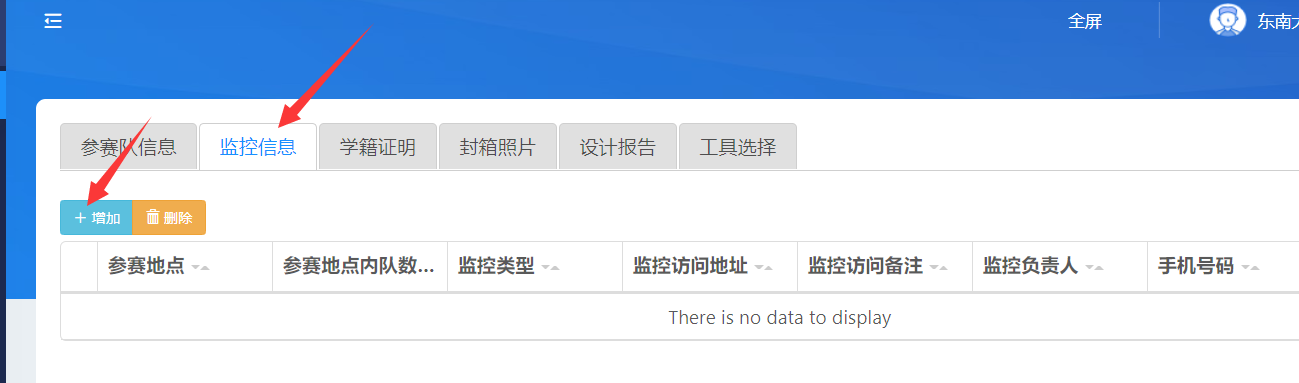 全屏
东南
参赛队信息
监控信息
学籍证明
封箱照片
设计报告
工具选择
增加
删除
参赛地点
参赛地点内队数...
监控类型
监控访问地址
监控访问备注
监控负责人
手机号码
There is no data to display